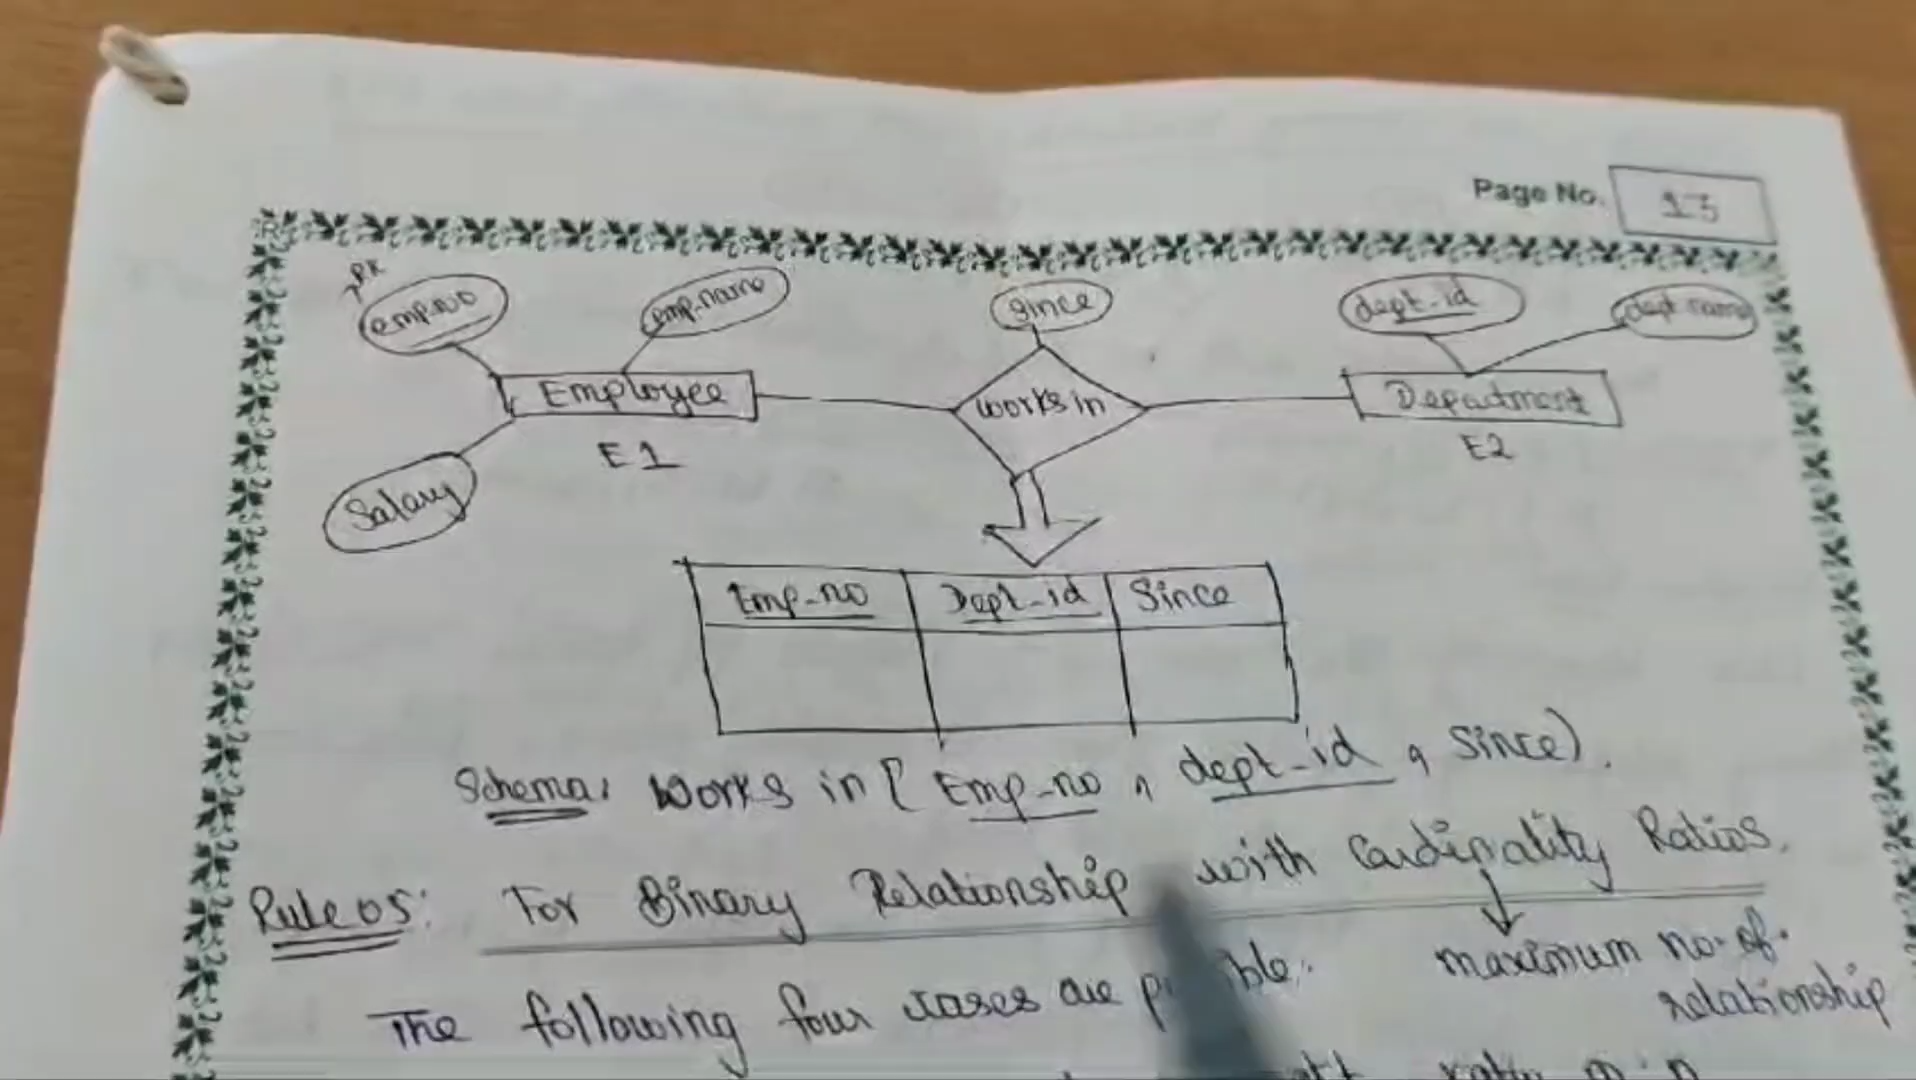 Page No. 13
PK
emp-no
emp-name
since
dept-id
dept name
Employee
works in
Department
E1
E2
Salary
Emp-no Dept-id Since
Schema: Works in [Emp-no, dept-id, Since).
Rule 05: For Binary Relationship with Cardinality Ratios.
maximum no. of.
The following four cases are
relationship